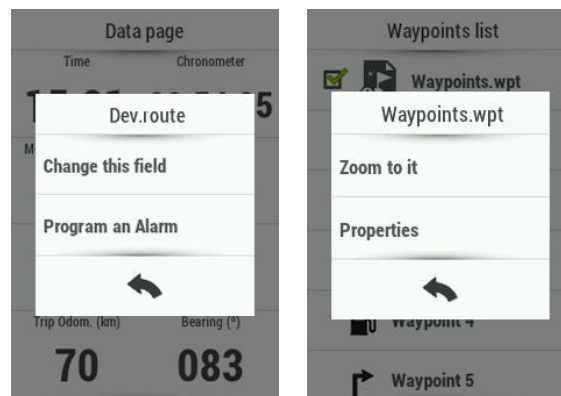 Data page
Time Chronometer
Dev.route
Change this field
Program an Alarm
Trip Odom. (km) Bearing (º)
70 083
Waypoints list
Waypoints.wpt
Waypoints.wpt
Zoom to it
Properties
Waypoint 4
Waypoint 5